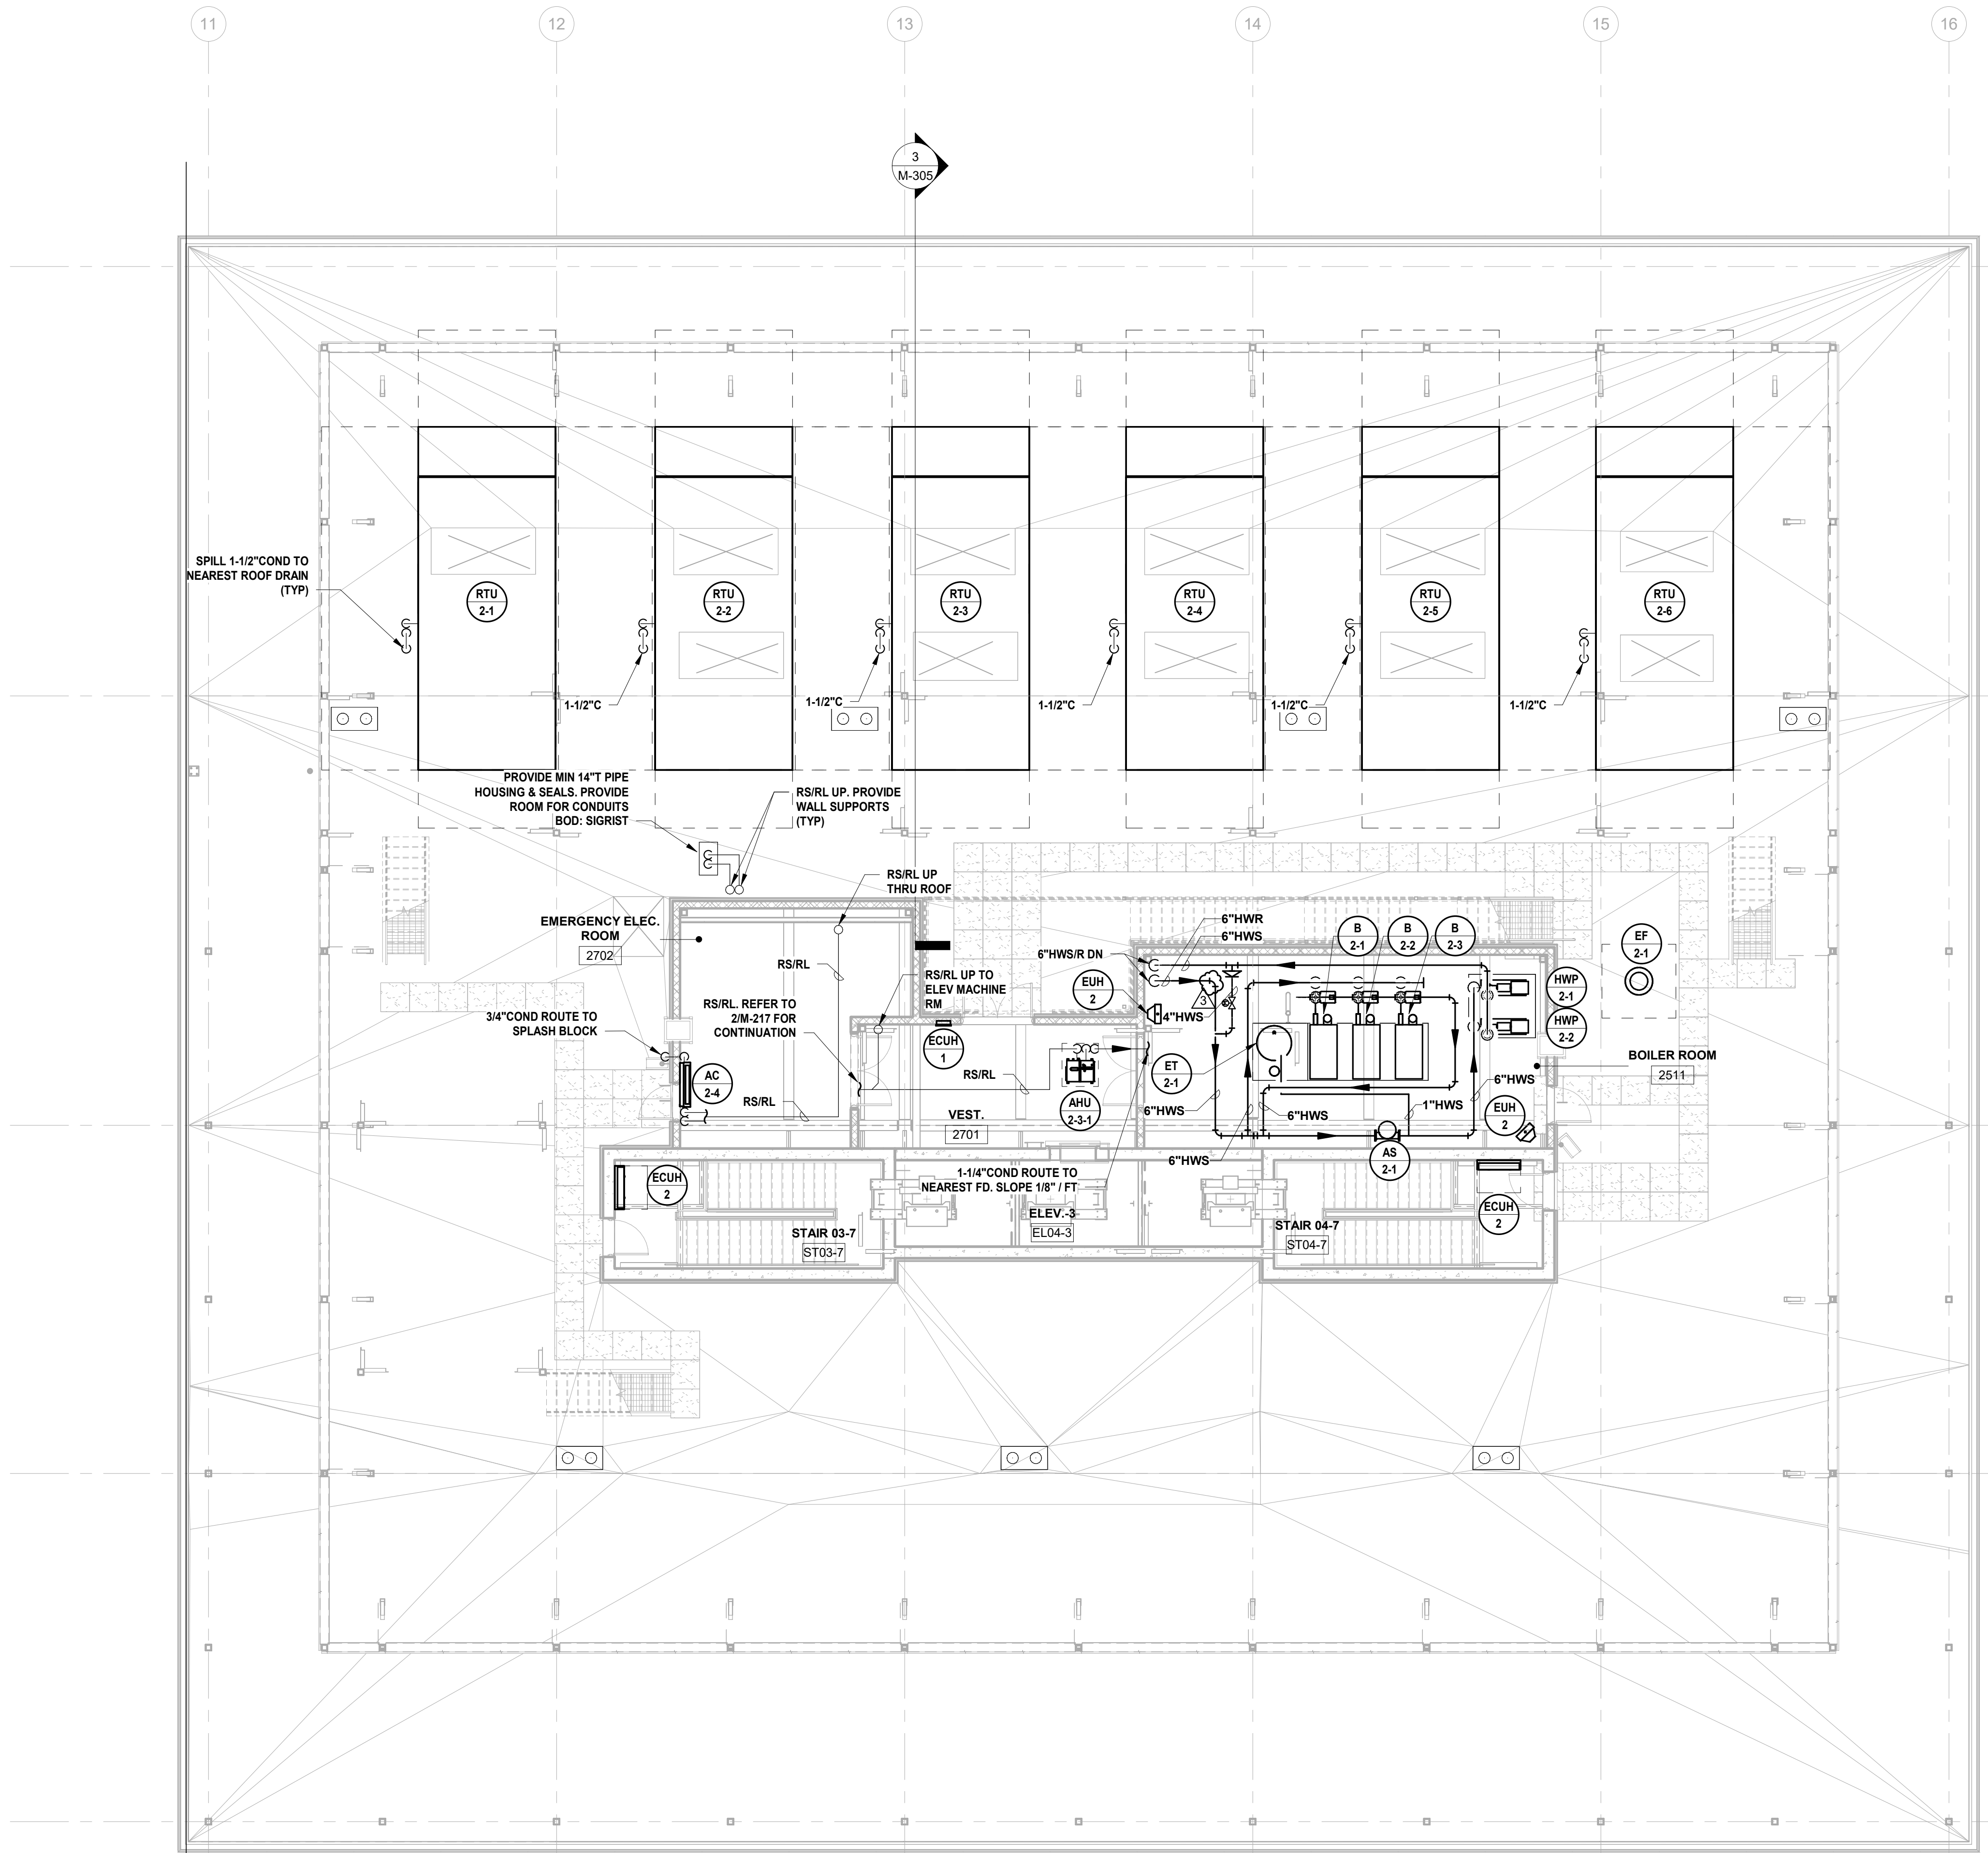 11
12
13
14
15
16
3
M-305
SPILL 1-1/2"COND TO
NEAREST ROOF DRAIN
(TYP)
RTU
2-1
RTU
2-2
RTU
2-3
RTU
2-4
RTU
2-5
RTU
2-6
1-1/2"C
1-1/2"C
1-1/2"C
1-1/2"C
1-1/2"C
PROVIDE MIN 14"T PIPE
HOUSING & SEALS. PROVIDE
ROOM FOR CONDUITS
BOD: SIGRIST
RS/RL UP. PROVIDE
WALL SUPPORTS
(TYP)
RS/RL UP
THRU ROOF
EMERGENCY ELEC.
ROOM
2702
RS/RL
RS/RL UP TO
ELEV MACHINE
RM
RS/RL. REFER TO
2/M-217 FOR
CONTINUATION
3/4"COND ROUTE TO
SPLASH BLOCK
AC
2-4
RS/RL
ECUH
1
RS/RL
AHU
2-3-1
VEST.
2701
6"HWR
6"HWS
6"HWS/R DN
EUH
2
3
4"HWS
B
2-1
B
2-2
B
2-3
HWP
2-1
HWP
2-2
EF
2-1
BOILER ROOM
2511
ET
2-1
6"HWS
6"HWS
6"HWS
1"HWS
6"HWS
EUH
2
AS
2-1
1-1/4"COND ROUTE TO
NEAREST FD. SLOPE 1/8" / FT
ECUH
2
STAIR 03-7
ST03-7
ELEV.-3
EL04-3
STAIR 04-7
ST04-7
ECUH
2